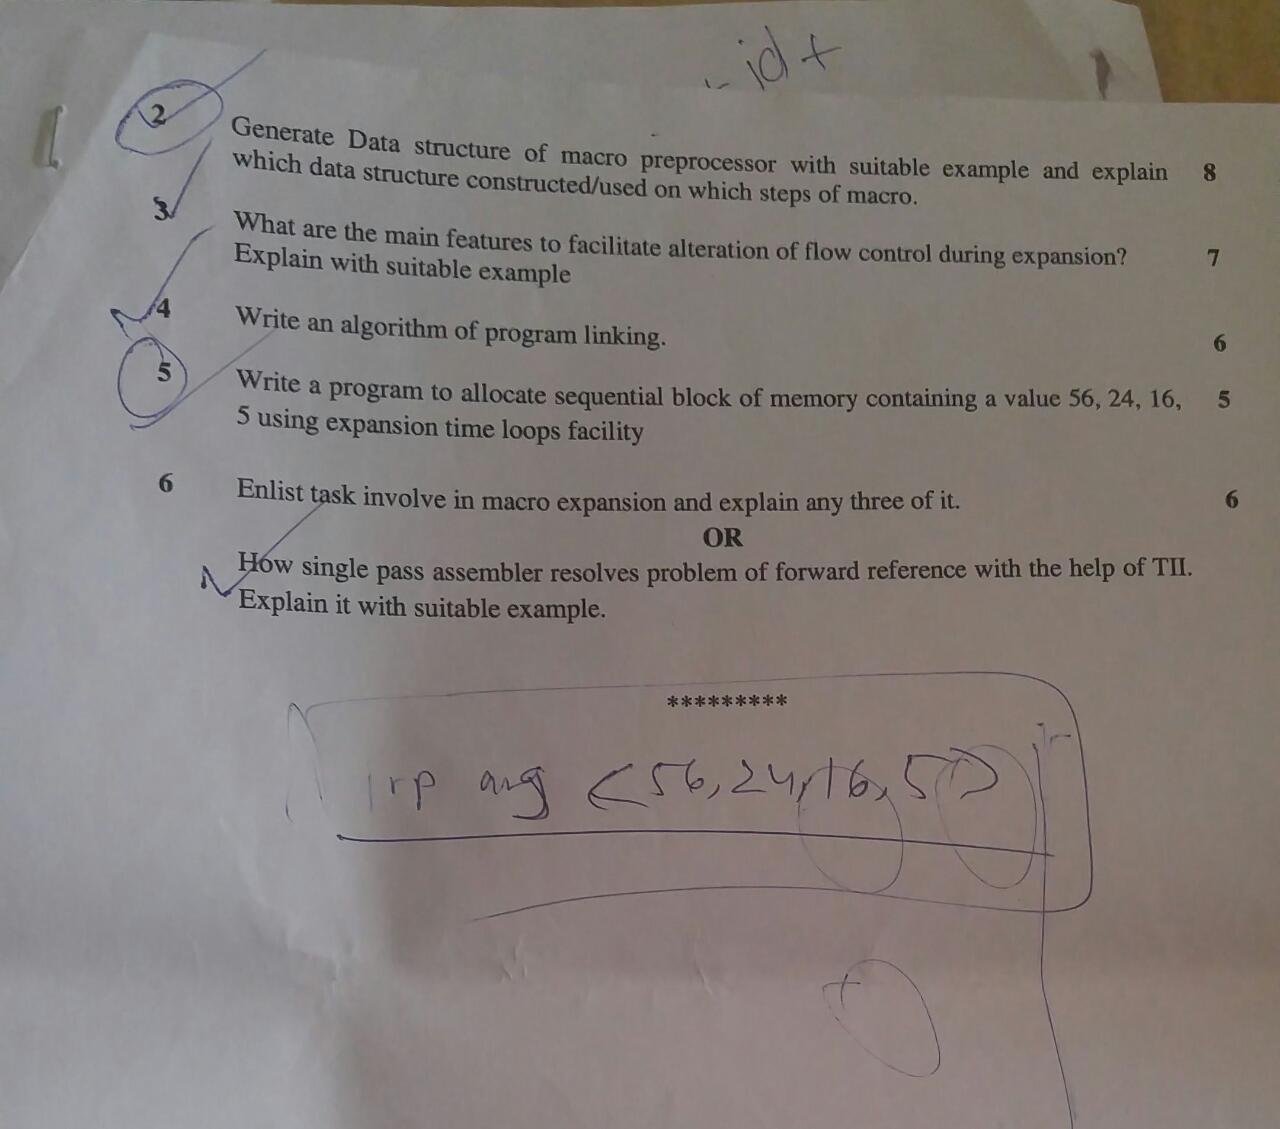 id +
2 Generate Data structure of macro preprocessor with suitable example and explain 8
which data structure constructed/used on which steps of macro.
3 What are the main features to facilitate alteration of flow control during expansion? 7
Explain with suitable example
4 Write an algorithm of program linking. 6
5 Write a program to allocate sequential block of memory containing a value 56, 24, 16, 5
5 using expansion time loops facility
6 Enlist task involve in macro expansion and explain any three of it. 6
OR
How single pass assembler resolves problem of forward reference with the help of TII.
Explain it with suitable example.
*********
irp arg <56,24,16,5>